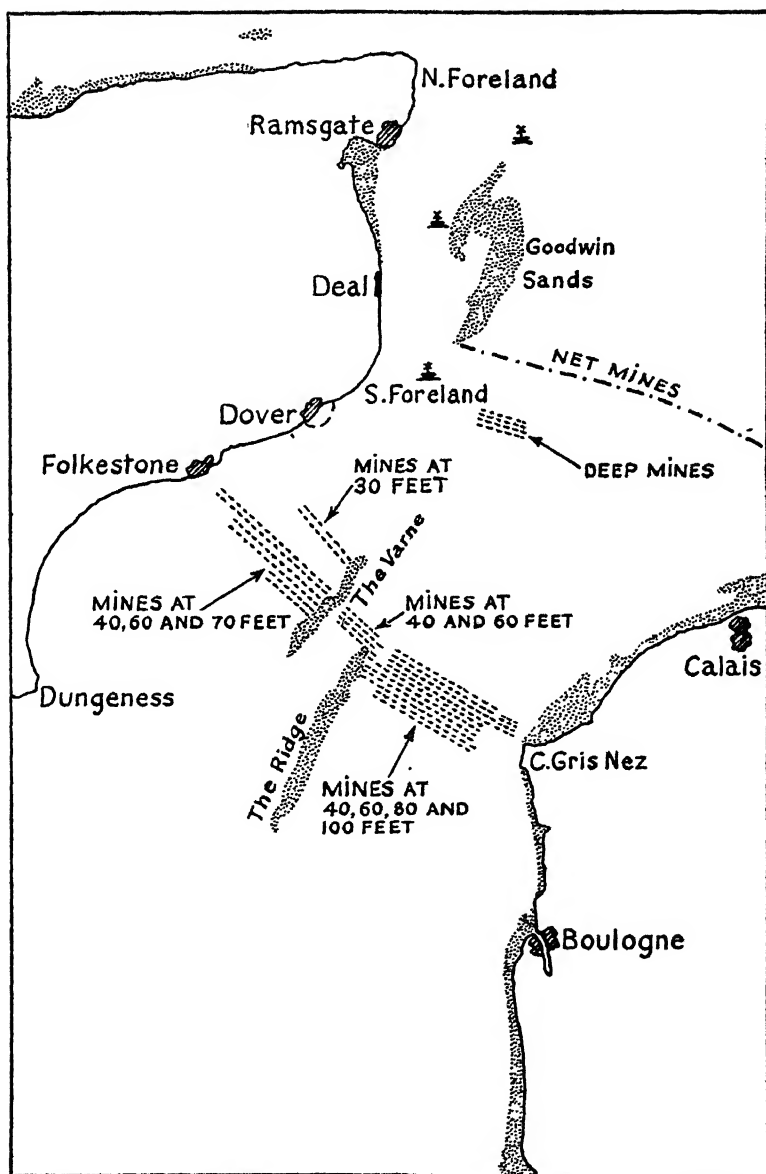 N. Foreland
Ramsgate
Goodwin
Sands
Deal
NET MINES
S. Foreland
Dover
DEEP MINES
Folkestone
MINES AT
30 FEET
The Varne
MINES AT
40, 60 AND 70 FEET
MINES AT
40 AND 60 FEET
Calais
Dungeness
The Ridge
C. Gris Nez
MINES AT
40, 60, 80 AND
100 FEET
Boulogne